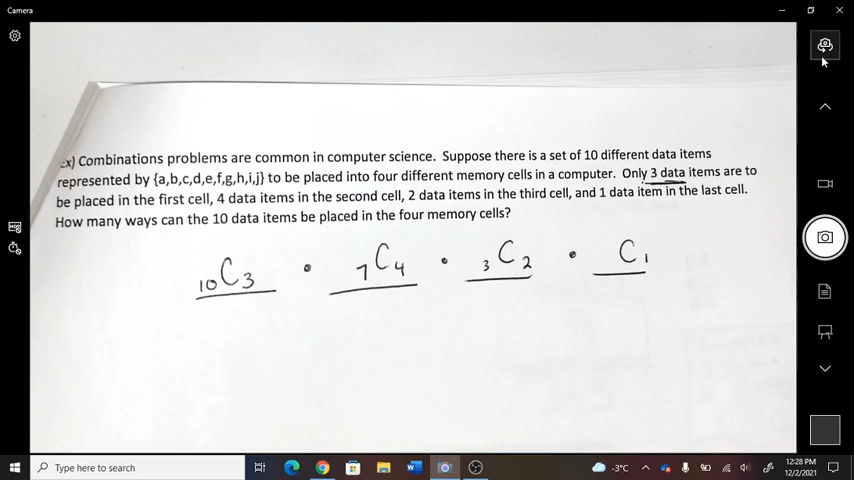 Camera
Ex) Combinations problems are common in computer science. Suppose there is a set of 10 different data items
represented by {a,b,c,d,e,f,g,h,i,j} to be placed into four different memory cells in a computer. Only 3 data items are to
be placed in the first cell, 4 data items in the second cell, 2 data items in the third cell, and 1 data item in the last cell.
How many ways can the 10 data items be placed in the four memory cells?
10C3 • 7C4 • 3C2 • C1
Type here to search
-3°C
12:28 PM
12/2/2021